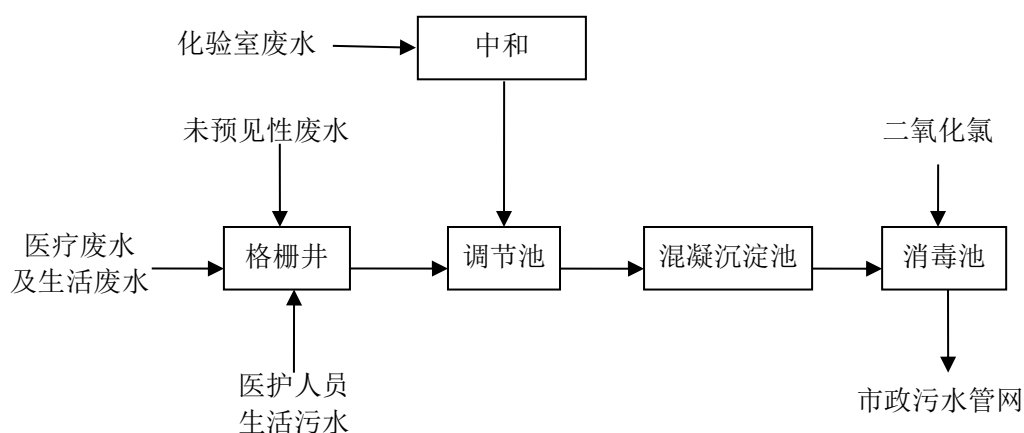 化验室废水
中和
未预见性废水
二氧化氯
医疗废水
及生活废水
格栅井
调节池
混凝沉淀池
消毒池
医护人员
生活污水
市政污水管网